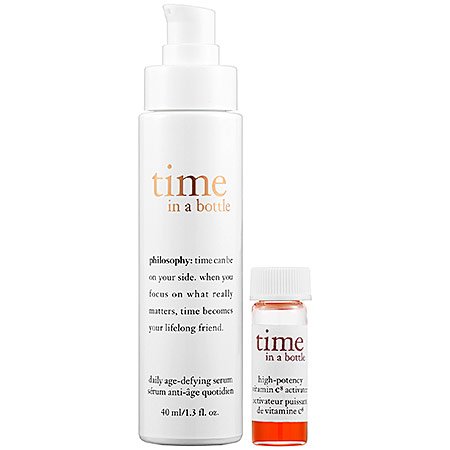 time
in a bottle
philosophy: time can be
on your side. when you
focus on what really
matters, time becomes
your lifelong friend.
daily age-defying serum
sérum anti-âge quotidien
40 ml/1.3 fl. oz.
time
in a bottle
high-potency
vitamin c⁸ activator
activateur puissant
de vitamine c⁸